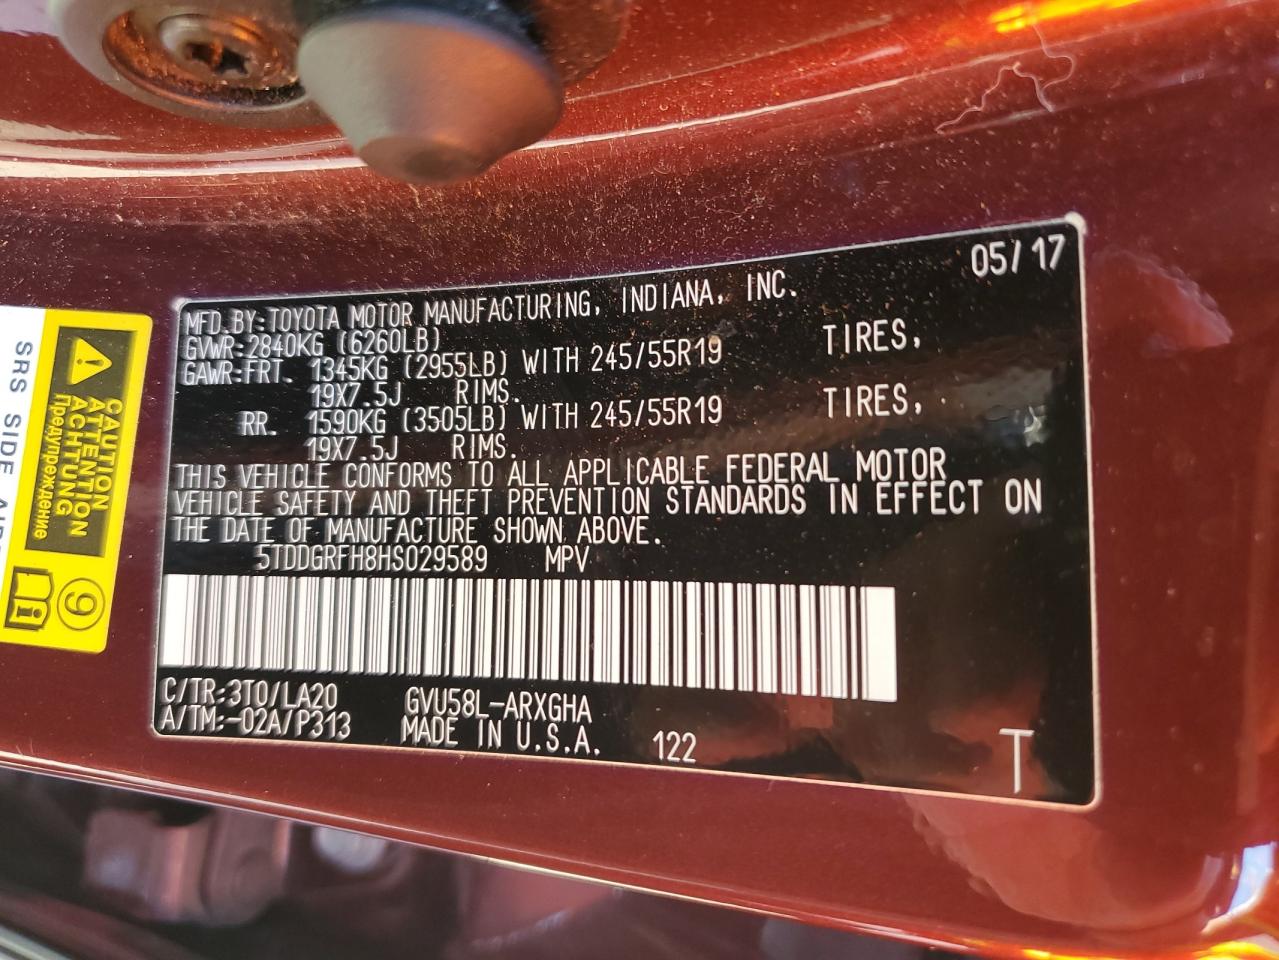 05/17
MFD.BY:TOYOTA MOTOR MANUFACTURING, INDIANA, INC.
GVWR:2840KG (6260LB)
GAWR:FRT. 1345KG (2955LB) WITH 245/55R19 TIRES,
19X7.5J RIMS.
RR. 1590KG (3505LB) WITH 245/55R19 TIRES,
19X7.5J RIMS.
THIS VEHICLE CONFORMS TO ALL APPLICABLE FEDERAL MOTOR
VEHICLE SAFETY AND THEFT PREVENTION STANDARDS IN EFFECT ON
THE DATE OF MANUFACTURE SHOWN ABOVE.
5TDDGRFH8HS029589 MPV
C/TR:3T0/LA20 GVU58L-ARXGHA
A/TM:-02A/P313 MADE IN U.S.A. 122 T
CAUTION
ATTENTION
ACHTUNG
Предупреждение
SRS SIDE
9